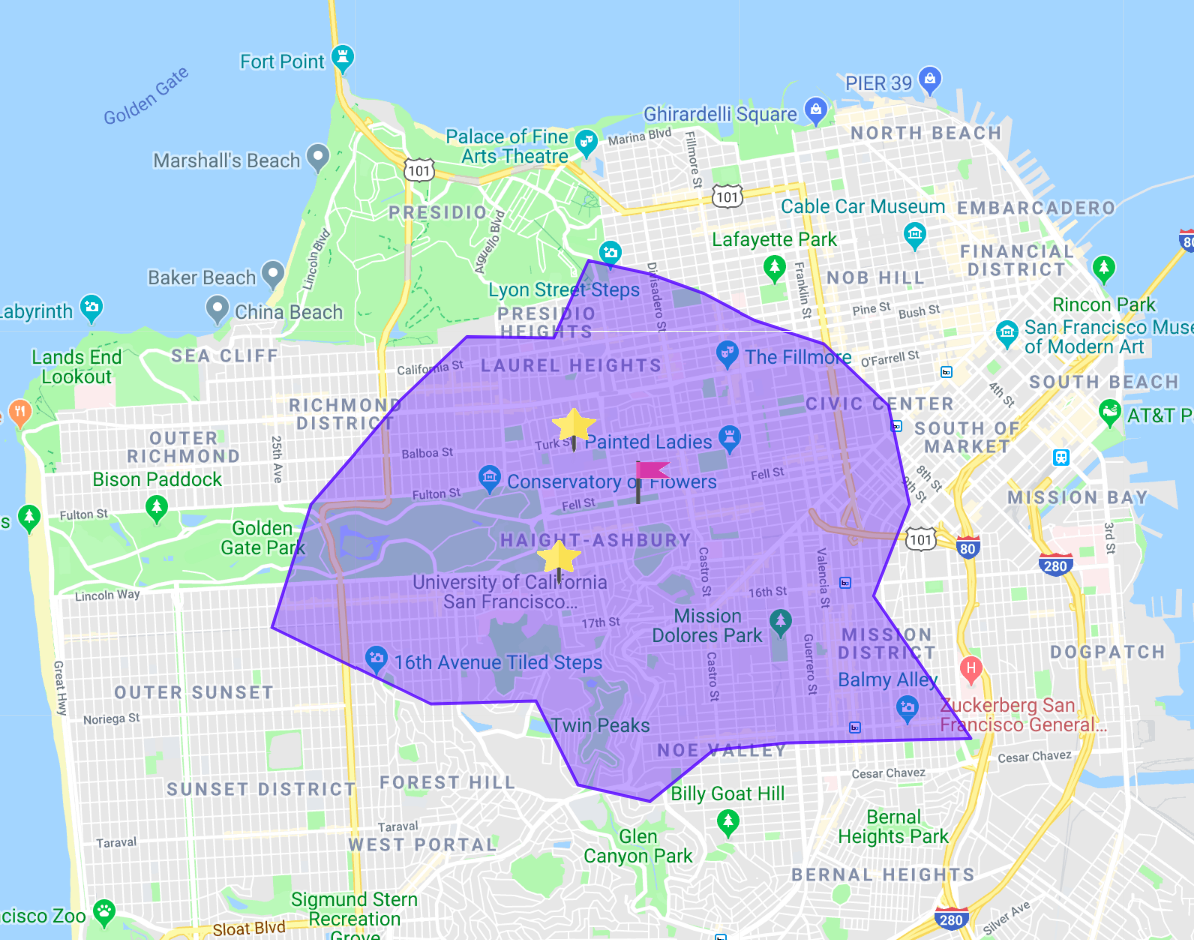 Fort Point
Golden Gate
PIER 39
Ghirardelli Square
NORTH BEACH
Palace of Fine
Arts Theatre
Marina Blvd
Fillmore St
Marshall's Beach
101
101
PRESIDIO
Cable Car Museum
EMBARCADERO
Arguello Blvd
Lincoln Blvd
Lafayette Park
FINANCIAL
DISTRICT
80
Baker Beach
NOB HILL
Divisadero St
Franklin St
Lyon Street Steps
Rincon Park
Labyrinth
China Beach
PRESIDIO
HEIGHTS
Pine St
Bush St
San Francisco Muse
of Modern Art
SEA CLIFF
Lands End
Lookout
LAUREL HEIGHTS
The Fillmore
O'Farrell St
California St
4th St
SOUTH BEACH
RICHMOND
DISTRICT
CIVIC CENTER
AT&T P
SOUTH OF
MARKET
OUTER
RICHMOND
25th Ave
Turk St
Painted Ladies
Balboa St
Bison Paddock
Fell St
8th St
9th St
Conservatory of Flowers
Fulton St
MISSION BAY
Fell St
Fulton St
s
Golden
Gate Park
HAIGHT-ASHBURY
101
80
3rd St
280
University of California
San Francisco...
Castro St
Valencia St
16th St
Lincoln Way
Mission
Dolores Park
17th St
MISSION
DISTRICT
DOGPATCH
Great Hwy
16th Avenue Tiled Steps
Castro St
Guerrero St
H
Balmy Alley
OUTER SUNSET
Zuckerberg San
Francisco General...
Noriega St
Twin Peaks
NOE VALLEY
Cesar Chavez
Cesar Chavez
SUNSET DISTRICT
FOREST HILL
Billy Goat Hill
Bernal
Heights Park
Taraval
Taraval
WEST PORTAL
Glen
Canyon Park
BERNAL HEIGHTS
Sigmund Stern
Recreation
Grove
cisco Zoo
Sloat Blvd
280
Silver Ave